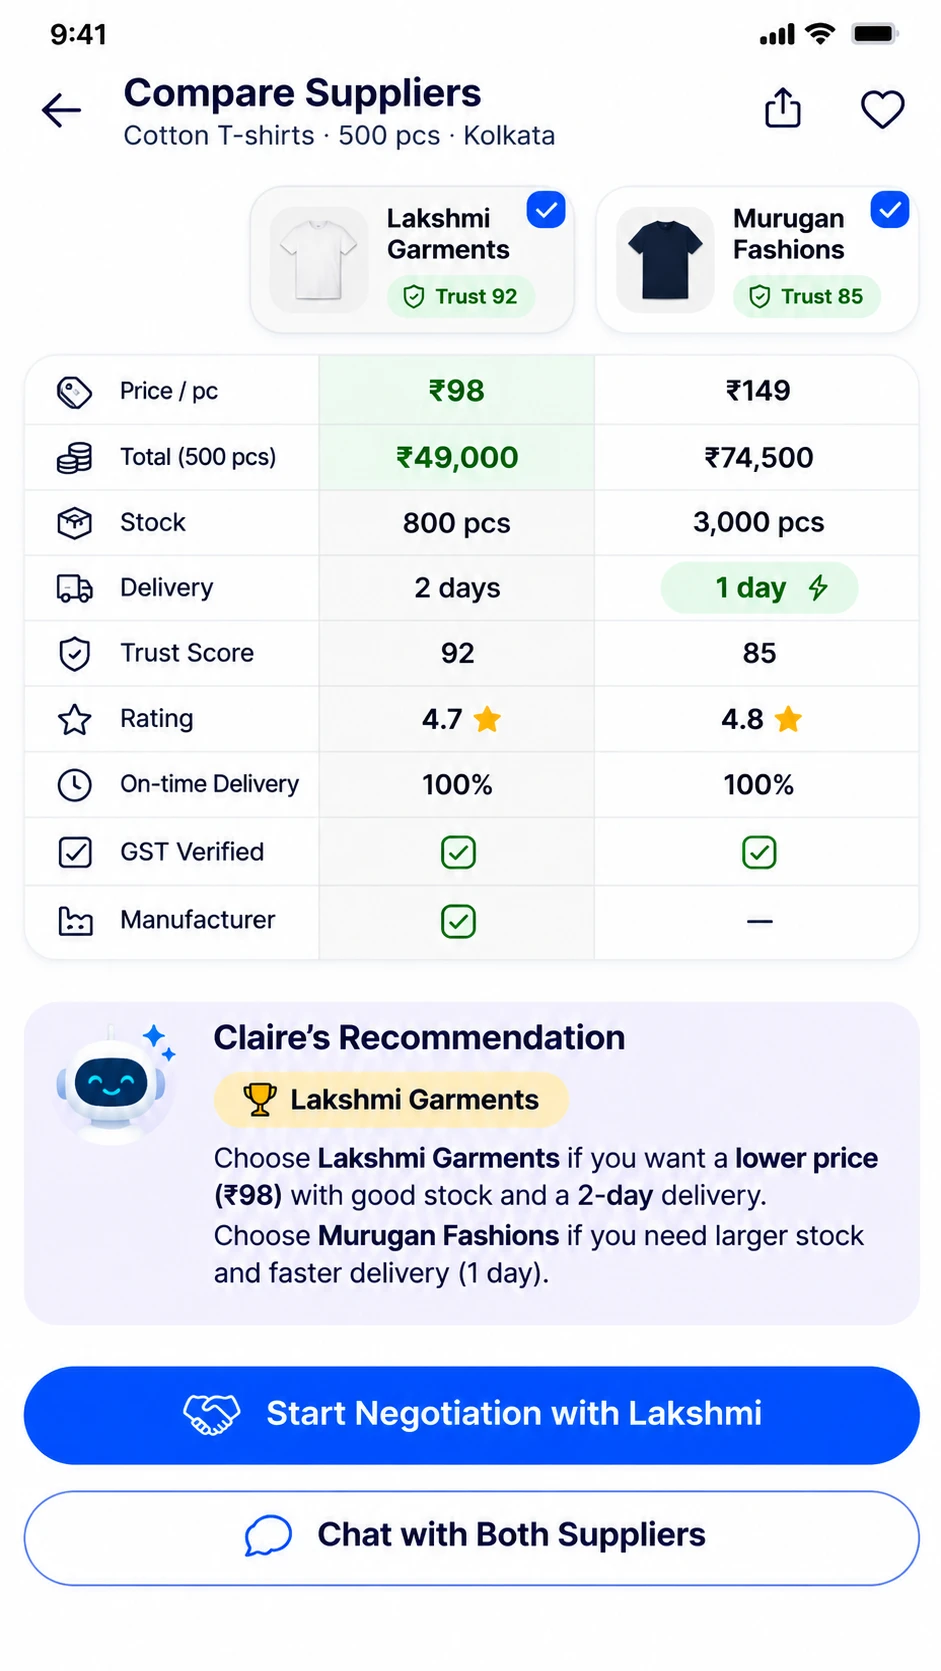 9:41
Compare Suppliers
Cotton T-shirts · 500 pcs · Kolkata
Lakshmi
Garments
Trust 92
Murugan
Fashions
Trust 85
Price / pc ₹98 ₹149
Total (500 pcs) ₹49,000 ₹74,500
Stock 800 pcs 3,000 pcs
Delivery 2 days 1 day
Trust Score 92 85
Rating 4.7 4.8
On-time Delivery 100% 100%
GST Verified
Manufacturer —
Claire’s Recommendation
Lakshmi Garments
Choose Lakshmi Garments if you want a lower price
(₹98) with good stock and a 2-day delivery.
Choose Murugan Fashions if you need larger stock
and faster delivery (1 day).
Start Negotiation with Lakshmi
Chat with Both Suppliers